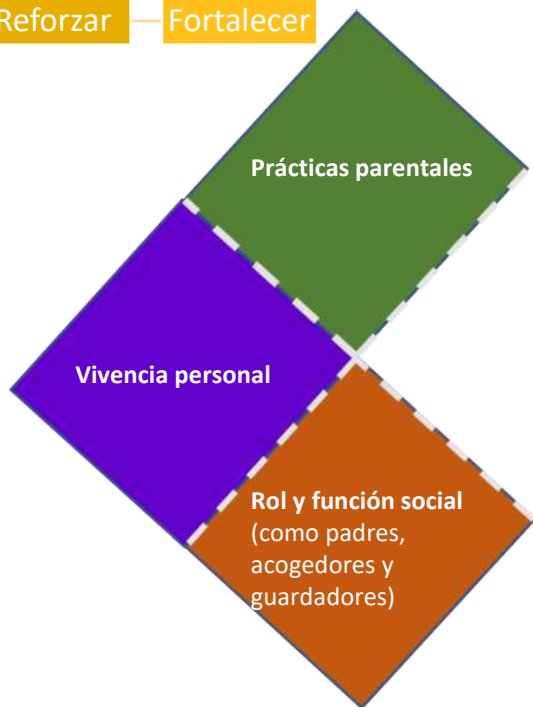 Reforzar — Fortalecer
Prácticas parentales
Vivencia personal
Rol y función social
(como padres,
acogedores y
guardadores)